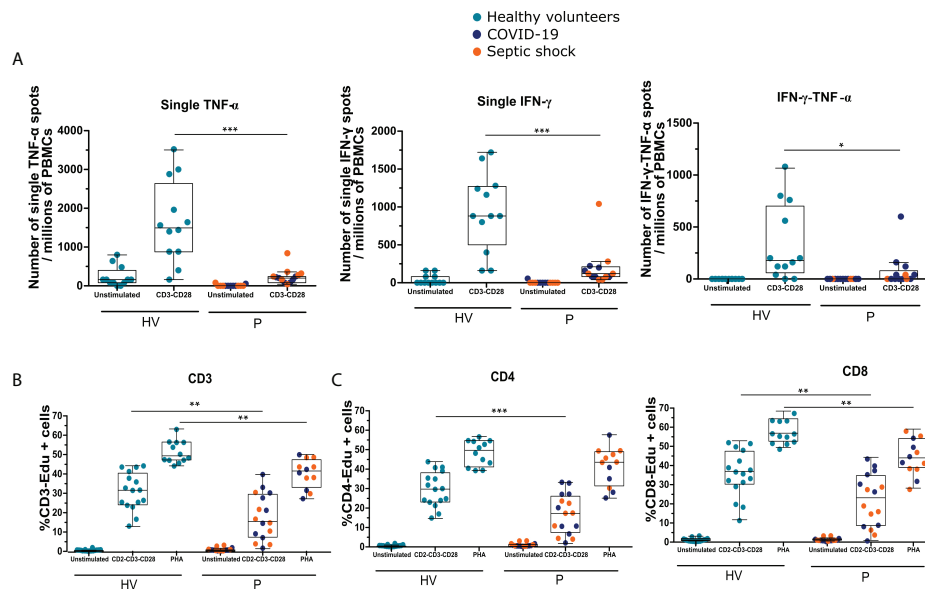 Healthy volunteers
COVID-19
Septic shock
A
Single TNF-α
Number of single TNF-α spots
/ millions of PBMCs
4000
3000
2000
1000
0
***
Unstimulated CD3-CD28 Unstimulated CD3-CD28
HV P
Single IFN-γ
Number of single IFN-γ spots
/ millions of PBMCs
2000
1500
1000
500
0
***
Unstimulated CD3-CD28 Unstimulated CD3-CD28
HV P
IFN-γ-TNF-α
Number of IFN-γ-TNF-α spots
/ millions of PBMCs
1500
1000
500
0
*
Unstimulated CD3-CD28 Unstimulated CD3-CD28
HV P
B
CD3
%CD3-Edu + cells
70
60
50
40
30
20
10
0
**
**
Unstimulated CD2-CD3-CD28 PHA Unstimulated CD2-CD3-CD28 PHA
HV P
C
CD4
%CD4-Edu + cells
70
60
50
40
30
20
10
0
***
Unstimulated CD2-CD3-CD28 PHA Unstimulated CD2-CD3-CD28 PHA
HV P
CD8
%CD8-Edu + cells
70
60
50
40
30
20
10
0
**
**
Unstimulated CD2-CD3-CD28 PHA Unstimulated CD2-CD3-CD28 PHA
HV P